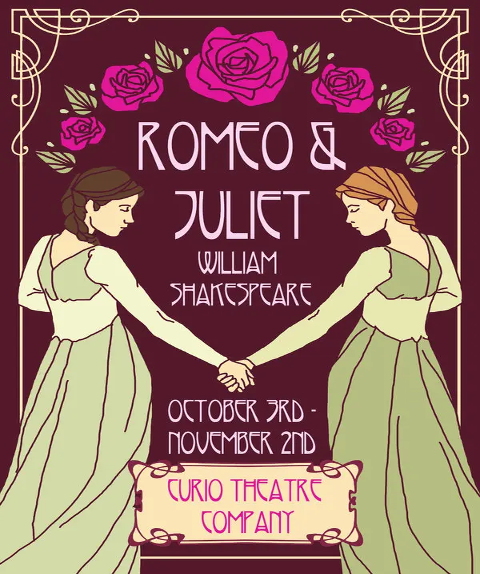 ROMEO &
JULIET
WILLIAM
SHAKESPEARE
OCTOBER 3RD -
NOVEMBER 2ND
CURIO THEATRE
COMPANY